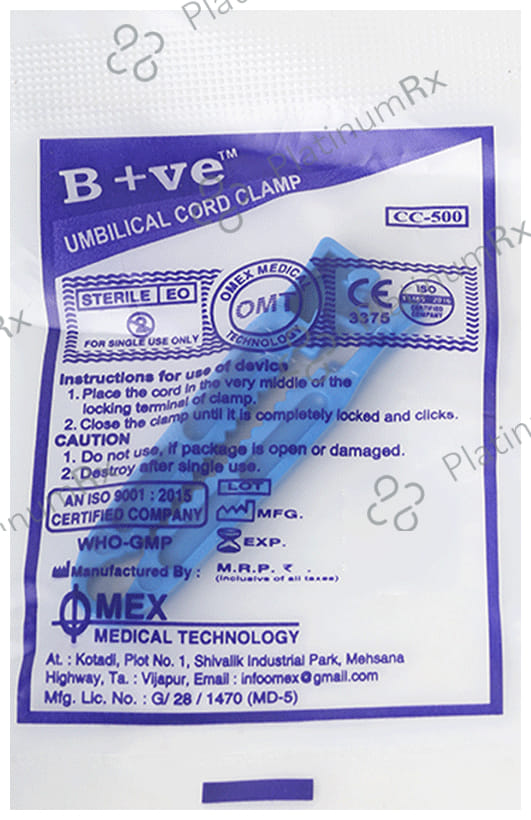 PlatinumRx
PlatinumRx
B +ve™
UMBILICAL CORD CLAMP
CC-500
STERILE EO
2
FOR SINGLE USE ONLY
OMEX MEDICAL
OMT
TECHNOLOGY
CE
3375
ISO
CERTIFIED
COMPANY
Instructions for use of device
1. Place the cord in the very middle of the
locking terminal of clamp.
2. Close the clamp until it is completely locked and clicks.
CAUTION
1. Do not use, if package is open or damaged.
2. Destroy after single use.
AN ISO 9001 : 2015
CERTIFIED COMPANY
WHO-GMP
LOT
MFG.
EXP.
M.R.P. ₹ .
(Inclusive of all taxes)
Manufactured By :
OMEX
MEDICAL TECHNOLOGY
At. : Kotadi, Plot No. 1, Shivalik Industrial Park, Mehsana
Highway, Ta. : Vijapur, Email : infoomex@gmail.com
Mfg. Lic. No. : G/ 28 / 1470 (MD-5)